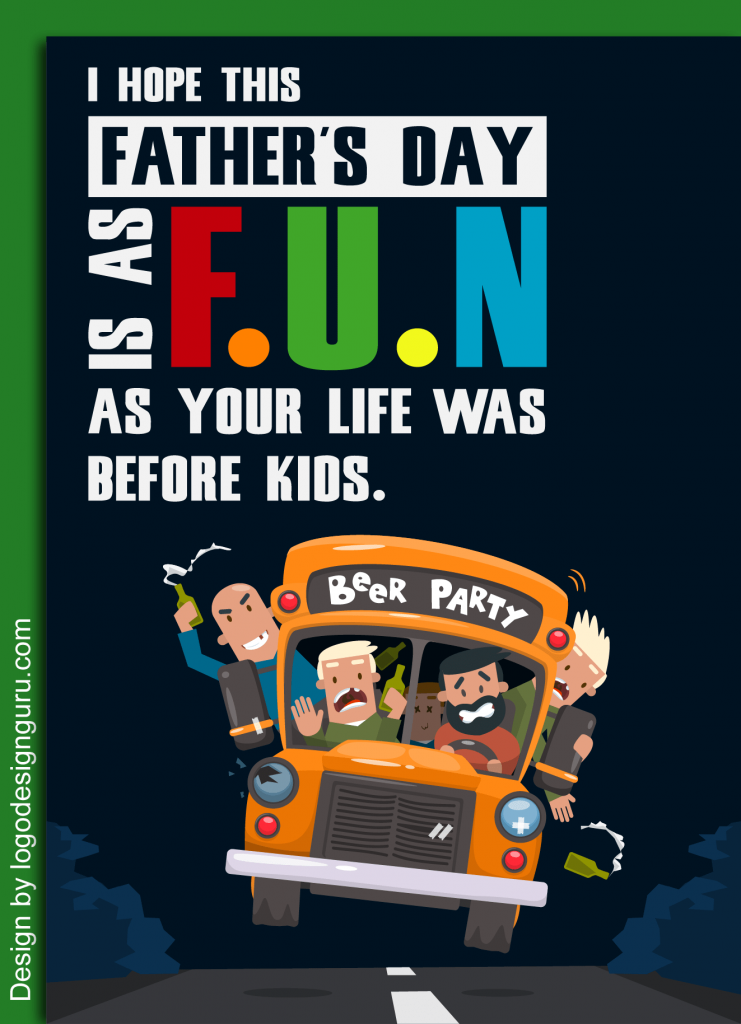 I HOPE THIS
FATHER'S DAY
IS AS
F.U.N
AS YOUR LIFE WAS
BEFORE KIDS.
BeeR PARTY
Design by logodesignguru.com